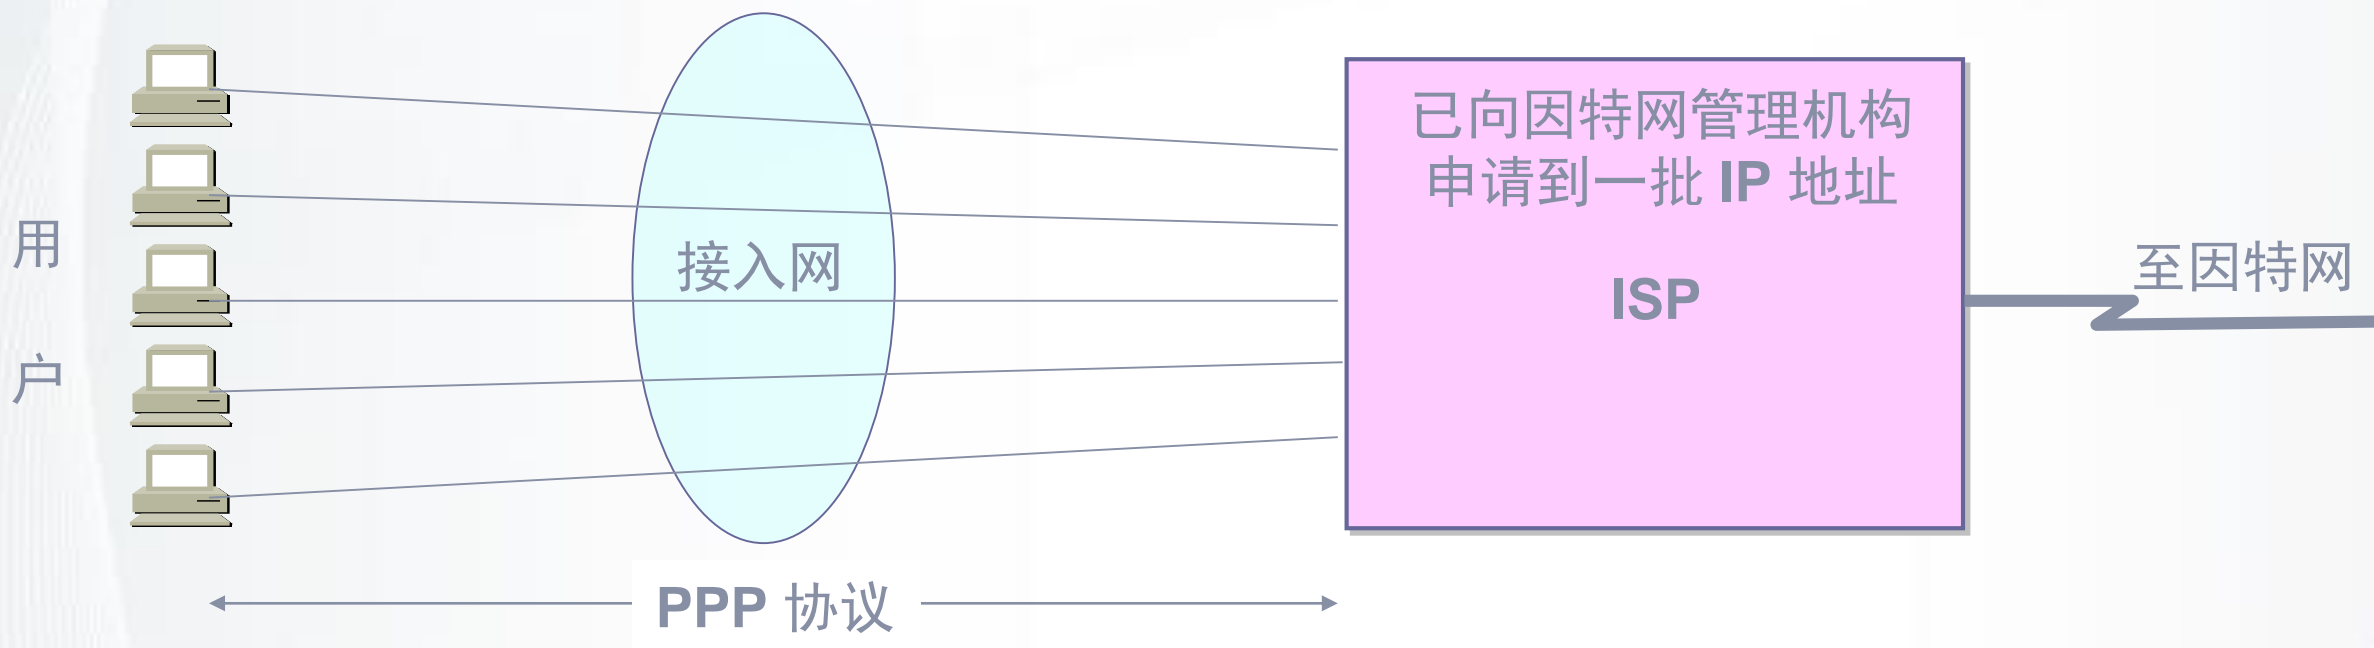 用
户
接入网
已向因特网管理机构
申请到一批 IP 地址
ISP
至因特网
PPP 协议